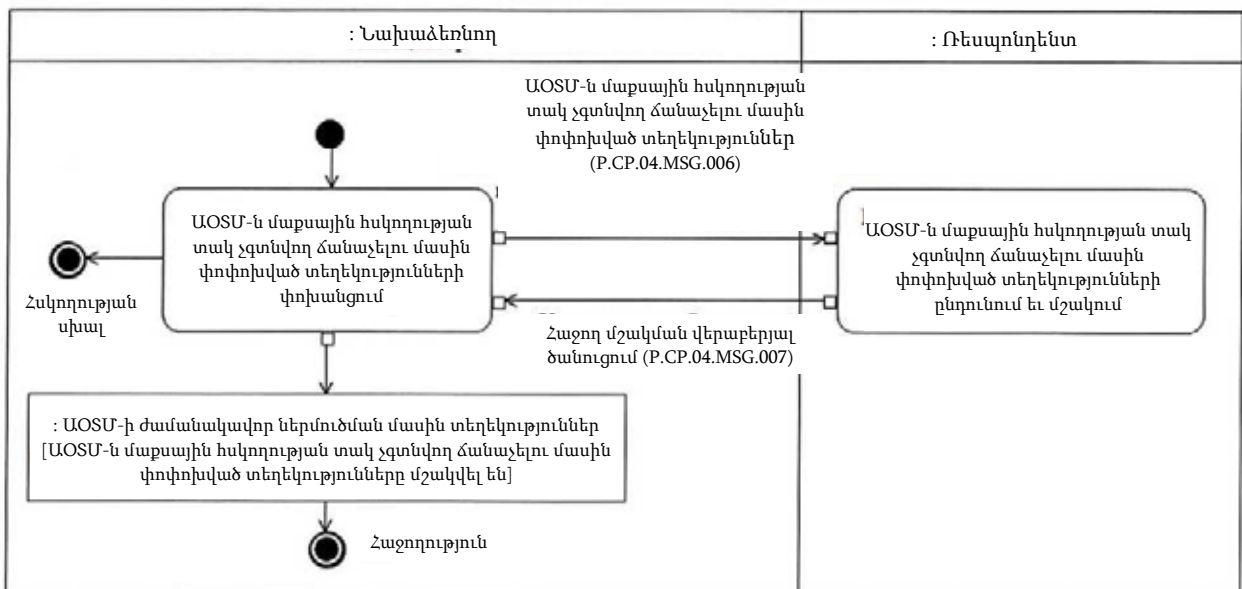 : Նախաձեռնող
: Ռեսպոնդենտ
ԱՕՏՄ-ն մաքսային հսկողության
տակ չգտնվող ճանաչելու մասին
փոփոխված տեղեկություններ
(P.CP.04.MSG.006)
ԱՕՏՄ-ն մաքսային հսկողության
տակ չգտնվող ճանաչելու մասին
փոփոխված տեղեկությունների
փոխանցում
ԱՕՏՄ-ն մաքսային հսկողության տակ
չգտնվող ճանաչելու մասին
փոփոխված տեղեկությունների
ընդունում եւ մշակում
Հսկողության
սխալ
Հաջող մշակման վերաբերյալ
ծանուցում (P.CP.04.MSG.007)
: ԱՕՏՄ-ի ժամանակավոր ներմուծման մասին տեղեկություններ
[ԱՕՏՄ-ն մաքսային հսկողության տակ չգտնվող ճանաչելու մասին
փոփոխված տեղեկությունները մշակվել են]
Հաջողություն